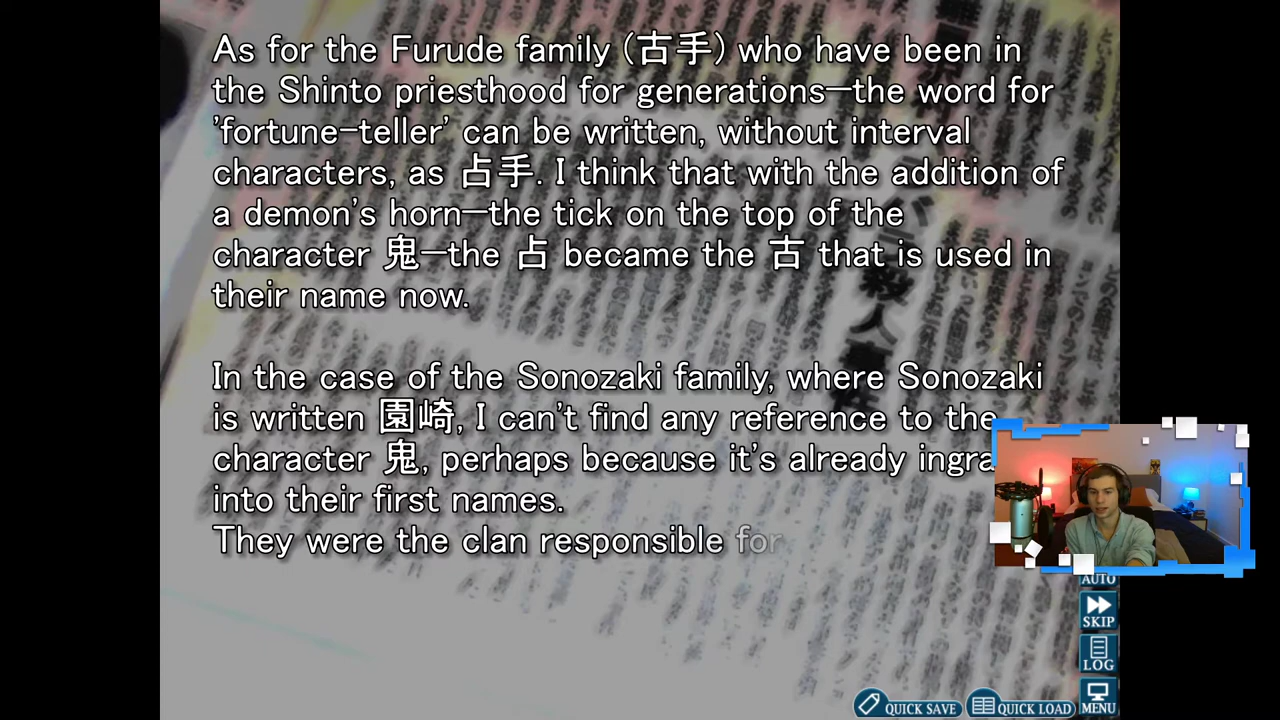 As for the Furude family (古手) who have been in
the Shinto priesthood for generations—the word for
'fortune-teller' can be written, without interval
characters, as 占手. I think that with the addition of
a demon's horn—the tick on the top of the
character 鬼—the 占 became the 古 that is used in
their name now.
In the case of the Sonozaki family, where Sonozaki
is written 園崎, I can't find any reference to the
character 鬼, perhaps because it's already ingra
into their first names.
They were the clan responsible for
AUTO
SKIP
LOG
QUICK SAVE QUICK LOAD MENU